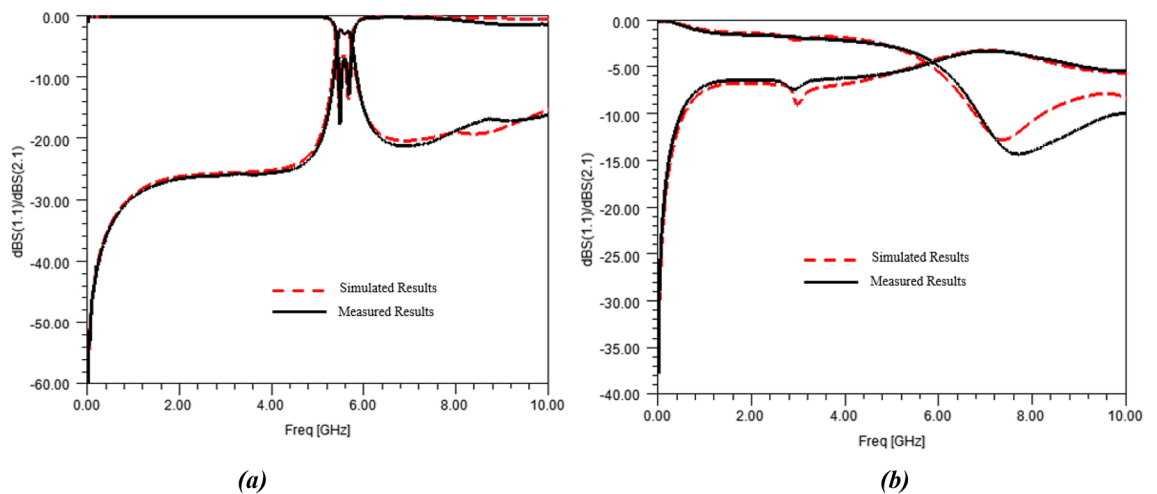 0.00
-10.00
-20.00
-30.00
-40.00
-50.00
-60.00
dBS(1.1)/dBS(2.1)
Simulated Results
Measured Results
0.00 2.00 4.00 6.00 8.00 10.00
Freq [GHz]
(a)
0.00
-5.00
-10.00
-15.00
-20.00
-25.00
-30.00
-35.00
-40.00
dBS(1.1)/dBS(2.1)
Simulated Results
Measured Results
0.00 2.00 4.00 6.00 8.00 10.00
Freq [GHz]
(b)